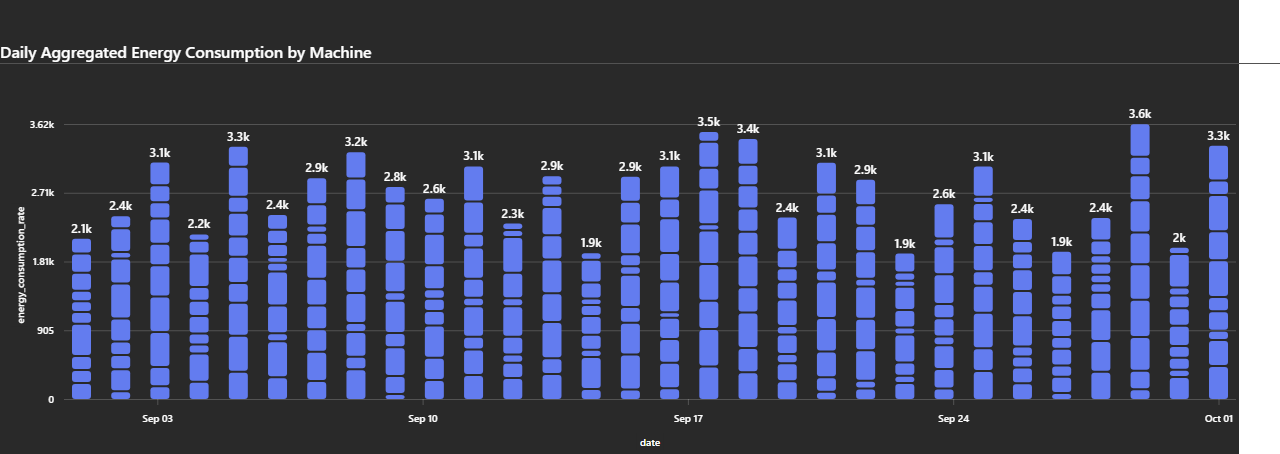 Daily Aggregated Energy Consumption by Machine
3.62k
2.71k
1.81k
905
0
energy_consumption_rate
2.1k
2.4k
3.1k
2.2k
3.3k
2.4k
2.9k
3.2k
2.8k
2.6k
3.1k
2.3k
2.9k
1.9k
2.9k
3.1k
3.5k
3.4k
2.4k
3.1k
2.9k
1.9k
2.6k
3.1k
2.4k
1.9k
2.4k
3.6k
2k
3.3k
Sep 03
Sep 10
Sep 17
Sep 24
Oct 01
date